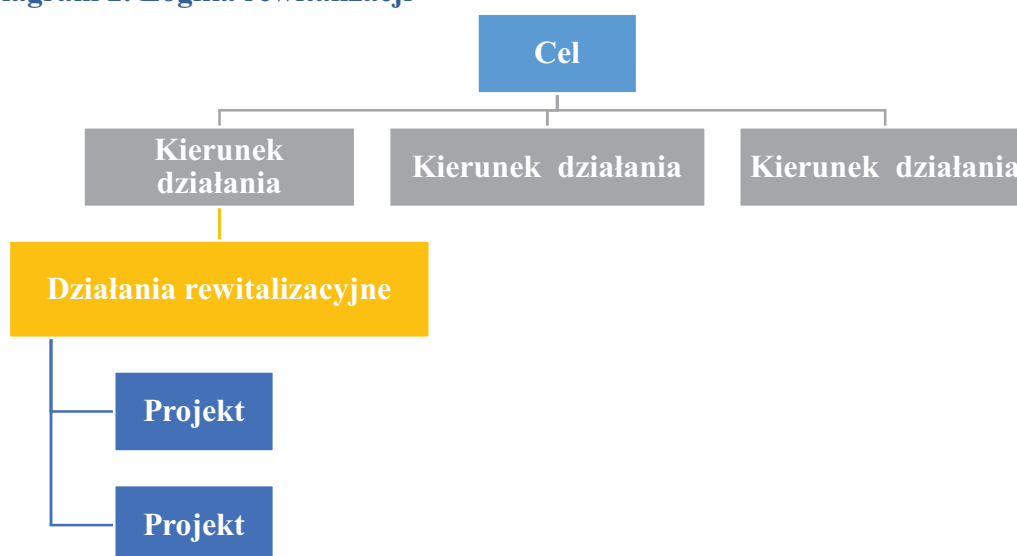 Cel
Kierunek
działania
Kierunek działania
Kierunek działania
Działania rewitalizacyjne
Projekt
Projekt